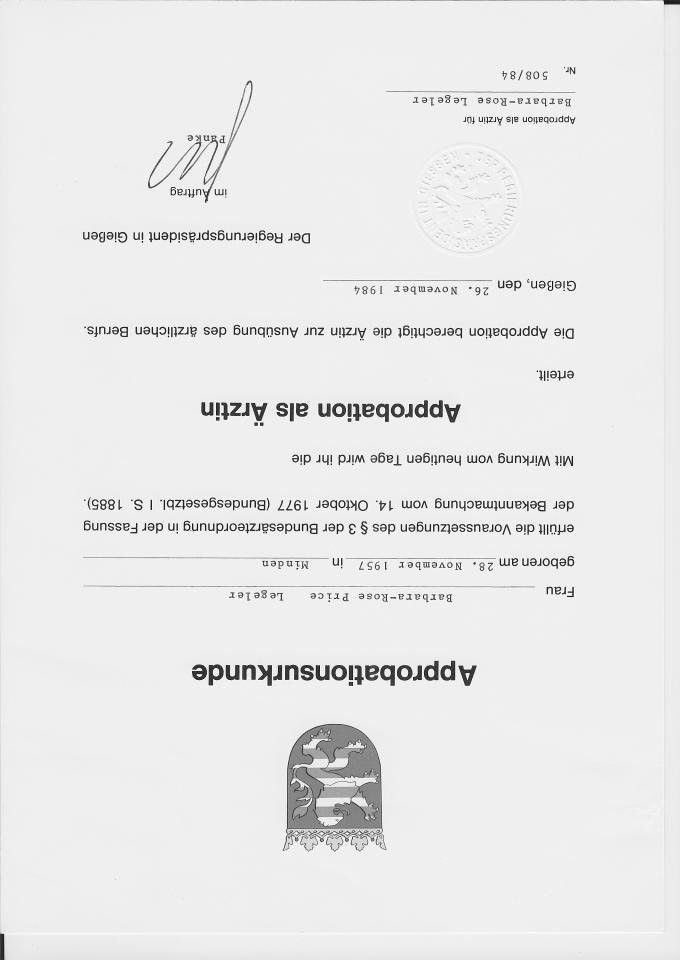 Approbationsurkunde
Frau Barbara-Rose Price Legeler
geboren am 28. November 1957 in Minden
erfüllt die Voraussetzungen des § 3 der Bundesärzteordnung in der Fassung
der Bekanntmachung vom 14. Oktober 1977 (Bundesgesetzbl. I S. 1885).
Mit Wirkung vom heutigen Tage wird ihr die
Approbation als Ärztin
erteilt.
Die Approbation berechtigt die Ärztin zur Ausübung des ärztlichen Berufs.
Gießen, den 26. November 1984
Der Regierungspräsident in Gießen
im Auftrag
Panke
DER REGIERUNGSPRÄSIDENT IN GIESSEN
Approbation als Ärztin für
Barbara-Rose Legeler
Nr. 508/84